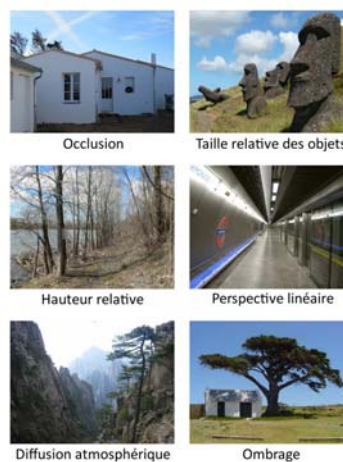 Occlusion
Taille relative des objets
Hauteur relative
Perspective linéaire
Diffusion atmosphérique
Ombrage